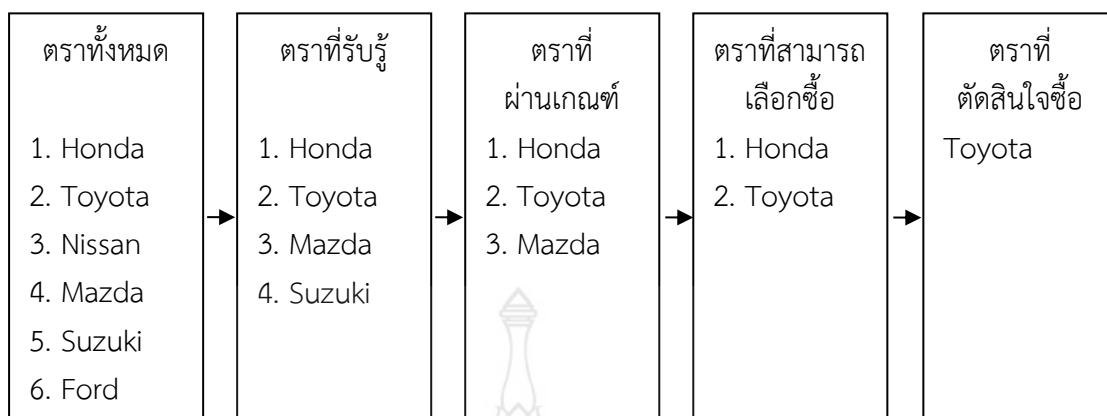 ตราทั้งหมด
1. Honda
2. Toyota
3. Nissan
4. Mazda
5. Suzuki
6. Ford
ตราที่รับรู้
1. Honda
2. Toyota
3. Mazda
4. Suzuki
ตราที่
ผ่านเกณฑ์
1. Honda
2. Toyota
3. Mazda
ตราที่สามารถ
เลือกซื้อ
1. Honda
2. Toyota
ตราที่
ตัดสินใจซื้อ
Toyota